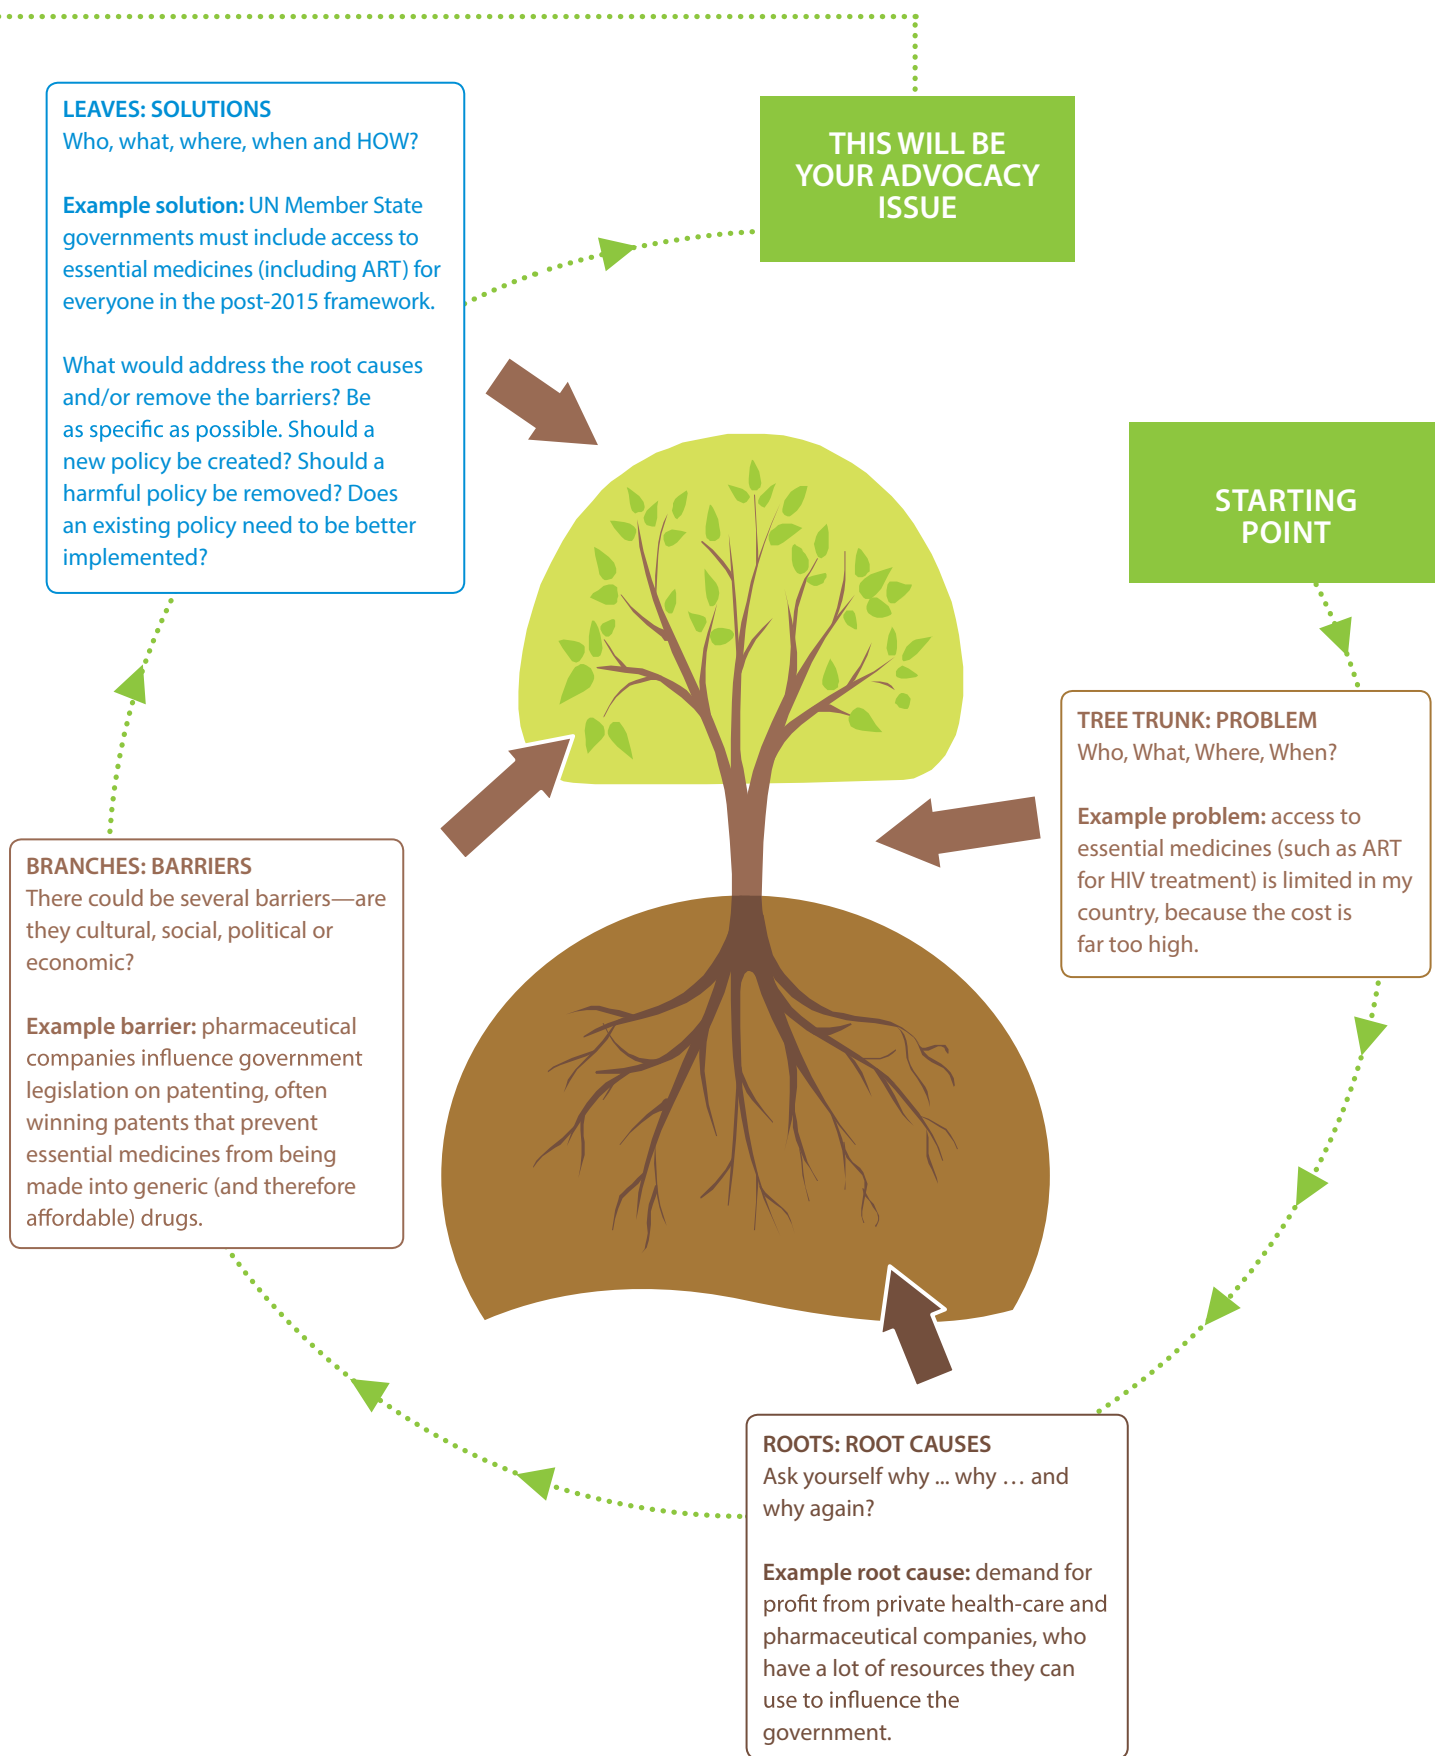 LEAVES: SOLUTIONS
Who, what, where, when and HOW?
Example solution: UN Member State
governments must include access to
essential medicines (including ART) for
everyone in the post-2015 framework.
What would address the root causes
and/or remove the barriers? Be
as specific as possible. Should a
new policy be created? Should a
harmful policy be removed? Does
an existing policy need to be better
implemented?
THIS WILL BE
YOUR ADVOCACY
ISSUE
STARTING
POINT
TREE TRUNK: PROBLEM
Who, What, Where, When?
Example problem: access to
essential medicines (such as ART
for HIV treatment) is limited in my
country, because the cost is
far too high.
BRANCHES: BARRIERS
There could be several barriers—are
they cultural, social, political or
economic?
Example barrier: pharmaceutical
companies influence government
legislation on patenting, often
winning patents that prevent
essential medicines from being
made into generic (and therefore
affordable) drugs.
ROOTS: ROOT CAUSES
Ask yourself why ... why … and
why again?
Example root cause: demand for
profit from private health-care and
pharmaceutical companies, who
have a lot of resources they can
use to influence the
government.